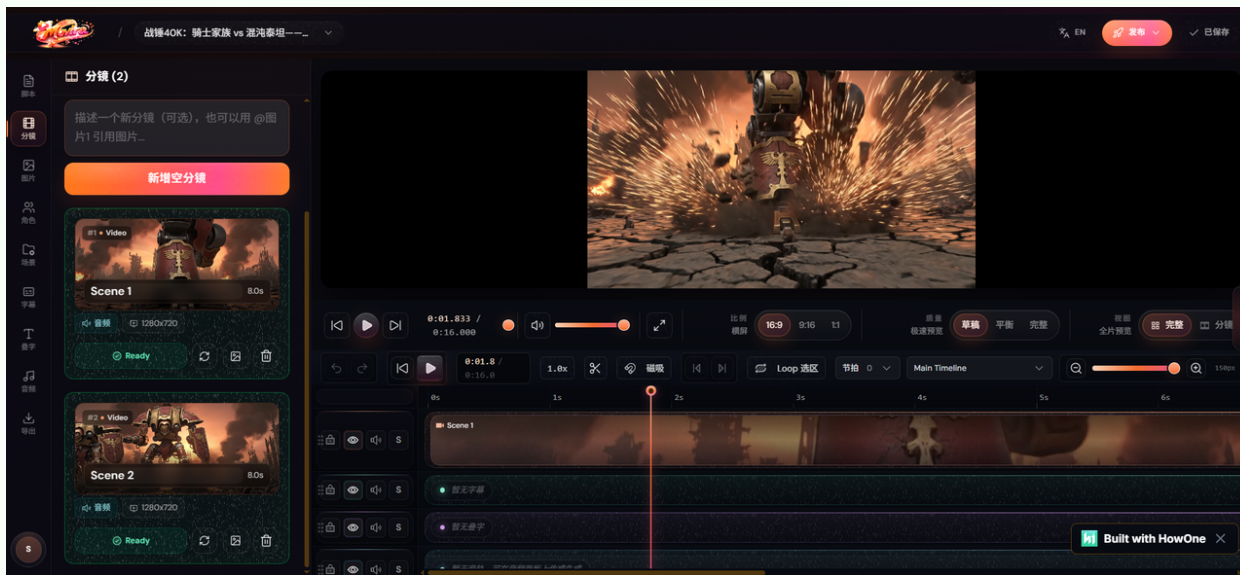 战锤40K：骑士家族 vs 混沌泰坦——…
EN
发布
已保存
脚本
分镜
图片
角色
场景
字幕
叠字
音频
导出
S
分镜 (2)
描述一个新分镜（可选），也可以用 @图
片1 引用图片…
新增空分镜
#1 • Video
Scene 1
8.0s
音频
1280x720
Ready
#2 • Video
Scene 2
8.0s
音频
1280x720
Ready
0:01.833 /
0:16.000
比例
横屏
16:9
9:16
1:1
质量
极速预览
草稿
平衡
完整
视图
全片预览
完整
分镜
0:01.8 /
0:16.0
1.0x
磁吸
Loop 选区
节拍 0
Main Timeline
150px
0s
1s
2s
3s
4s
5s
6s
S
Scene 1
S
暂无字幕
S
暂无叠字
S
Built with HowOne